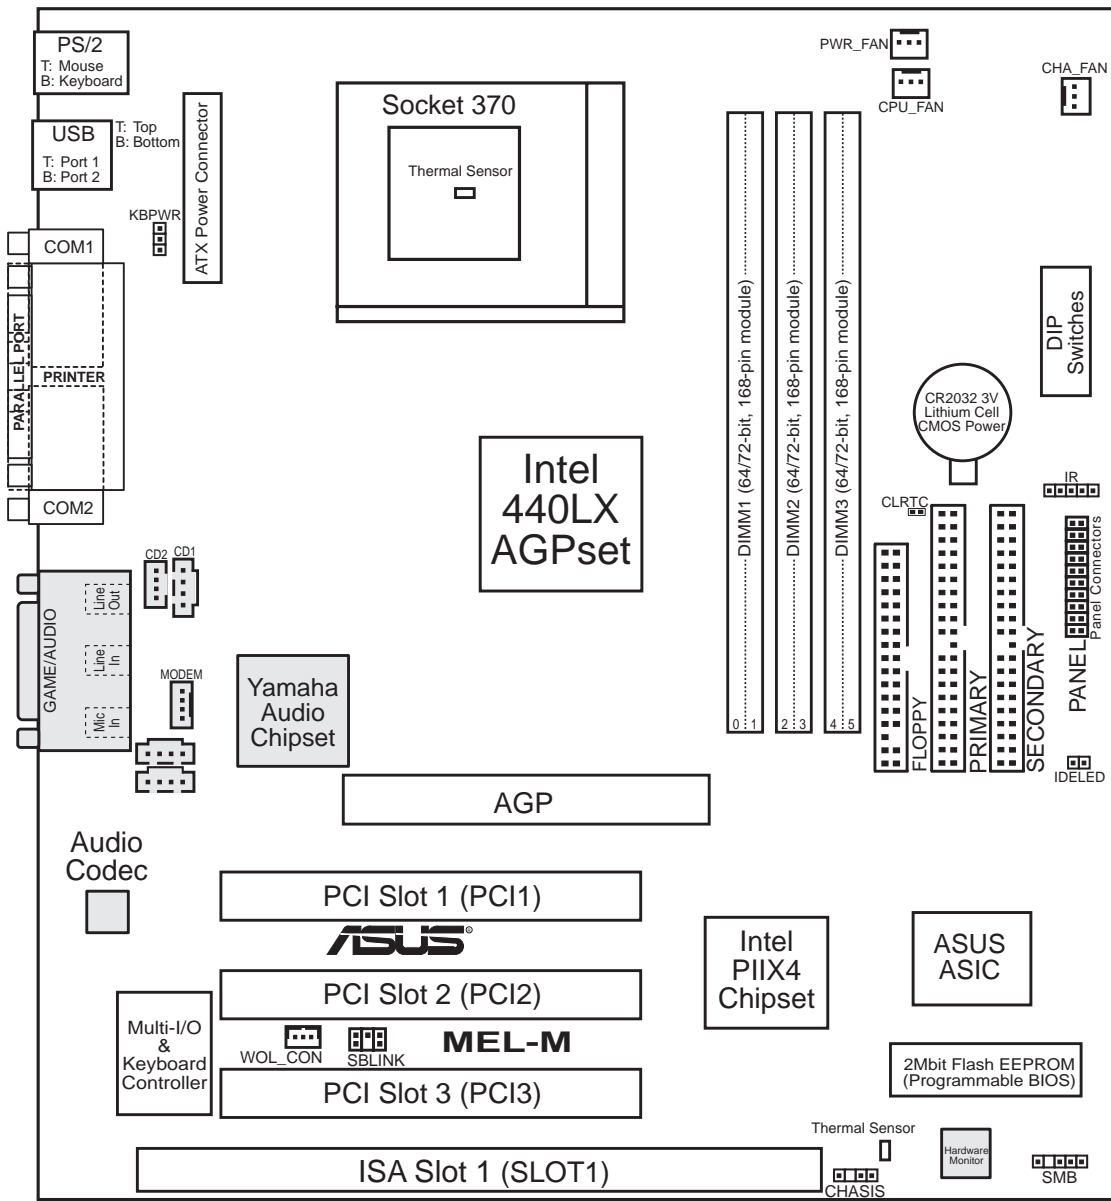 PS/2
T: Mouse
B: Keyboard
USB
T: Port 1
B: Port 2
T: Top
B: Bottom
KBPWR
ATX Power Connector
COM1
PARALLEL PORT
PRINTER
COM2
Socket 370
Thermal Sensor
PWR_FAN
CPU_FAN
CHA_FAN
DIMM1 (64/72-bit, 168-pin module)
DIMM2 (64/72-bit, 168-pin module)
DIMM3 (64/72-bit, 168-pin module)
0 1
2 3
4 5
DIP
Switches
CR2032 3V
Lithium Cell
CMOS Power
Intel
440LX
AGPset
CLRTC
IR
Panel Connectors
PANEL
FLOPPY
PRIMARY
SECONDARY
IDELED
CD2
CD1
GAME/AUDIO
Line
Out
Line
In
Mic
In
MODEM
Yamaha
Audio
Chipset
AGP
Audio
Codec
PCI Slot 1 (PCI1)
ASUS®
PCI Slot 2 (PCI2)
Intel
PIIX4
Chipset
ASUS
ASIC
Multi-I/O
&
Keyboard
Controller
WOL_CON
SBLINK
MEL-M
PCI Slot 3 (PCI3)
2Mbit Flash EEPROM
(Programmable BIOS)
Thermal Sensor
Hardware
Monitor
ISA Slot 1 (SLOT1)
CHASIS
SMB